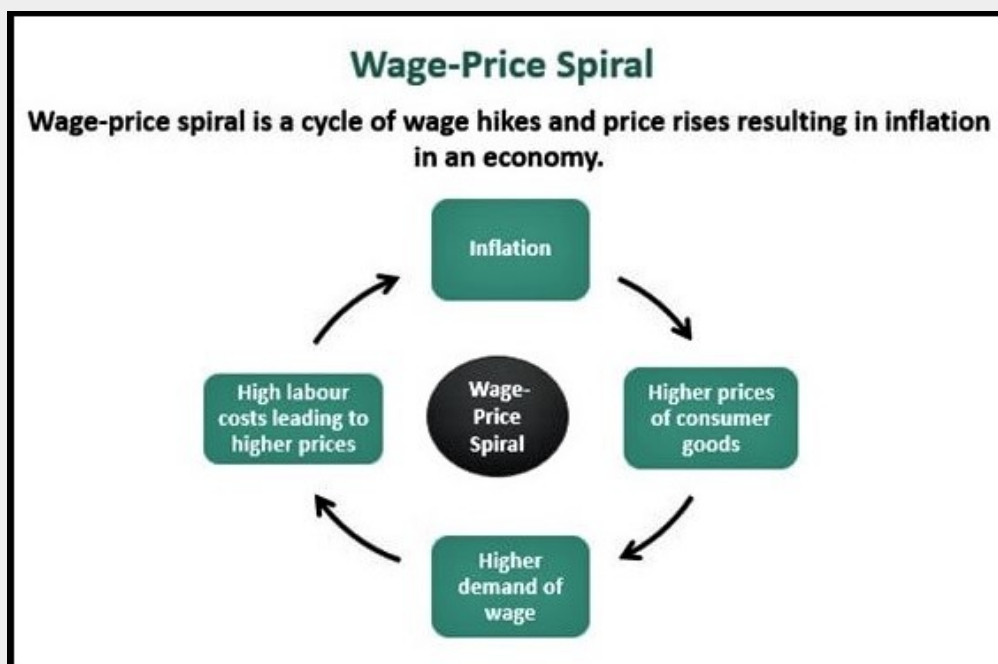 Wage-Price Spiral
Wage-price spiral is a cycle of wage hikes and price rises resulting in inflation
in an economy.
Inflation
Higher prices
of consumer
goods
Higher
demand of
wage
High labour
costs leading to
higher prices
Wage-
Price
Spiral